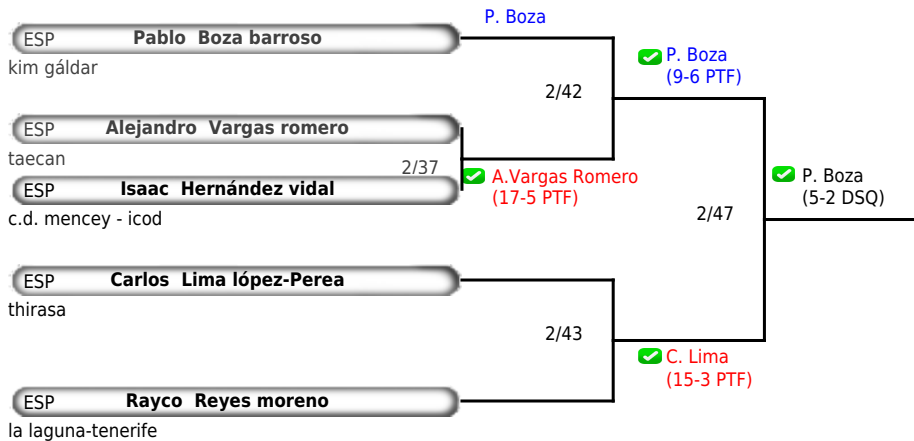 P. Boza
ESP Pablo Boza barroso
kim gáldar
P. Boza
(9-6 PTF)
2/42
ESP Alejandro Vargas romero
taecan
2/37
A.Vargas Romero
(17-5 PTF)
ESP Isaac Hernández vidal
c.d. mencey - icod
P. Boza
(5-2 DSQ)
2/47
ESP Carlos Lima lópez-Perea
thirasa
2/43
C. Lima
(15-3 PTF)
ESP Rayco Reyes moreno
la laguna-tenerife